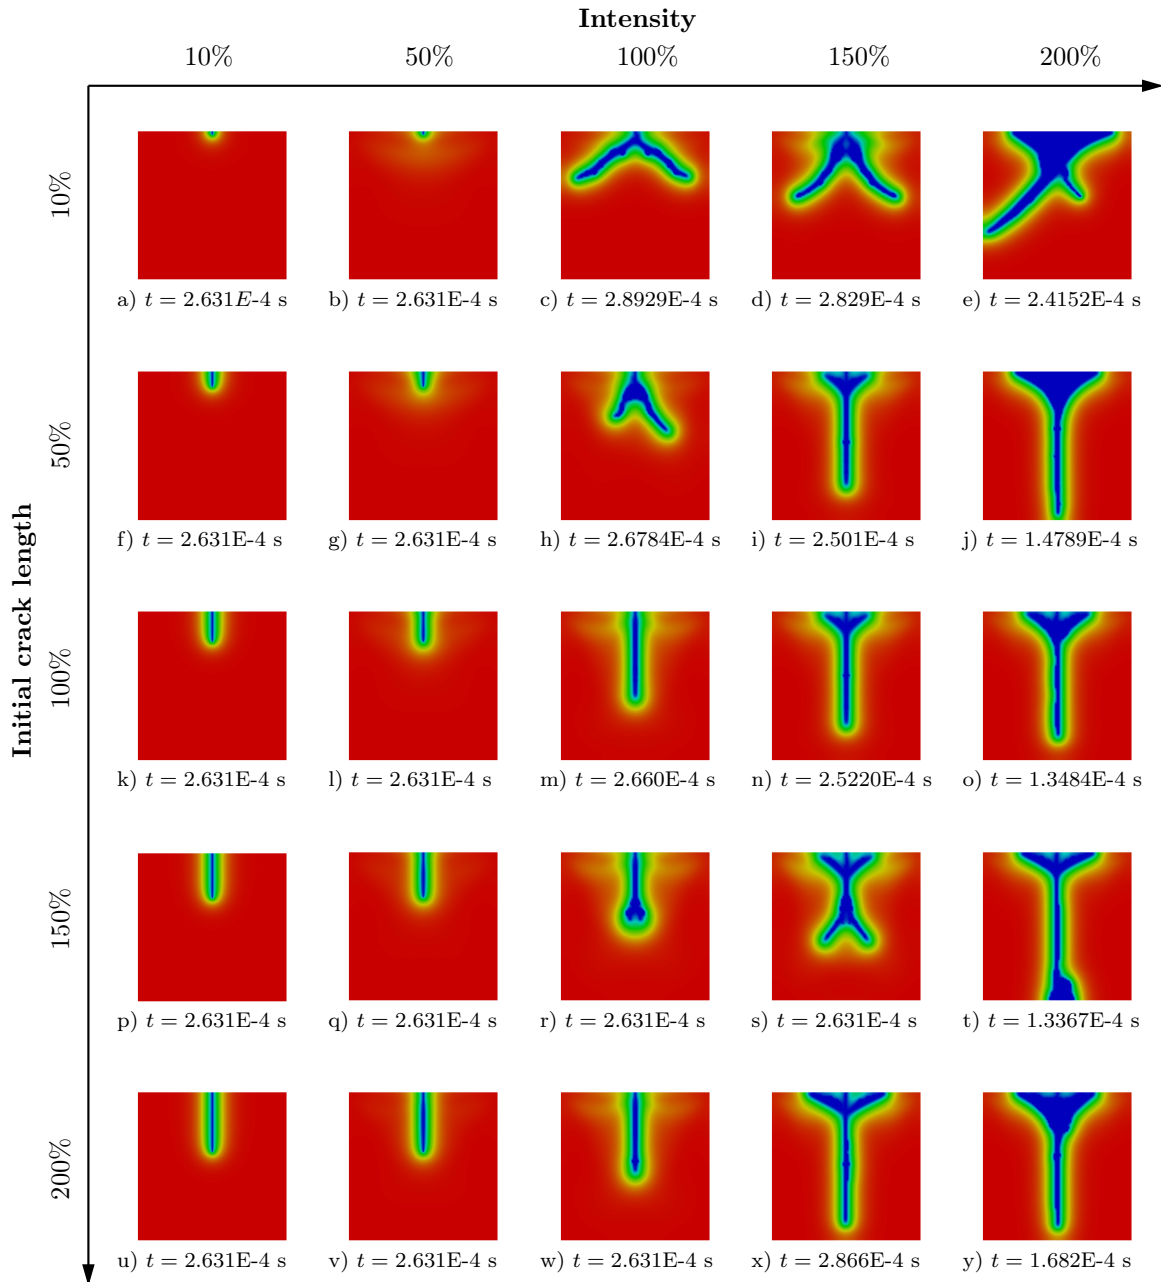 Intensity
10% 50% 100% 150% 200%
10%
a) t = 2.631E-4 s b) t = 2.631E-4 s c) t = 2.8929E-4 s d) t = 2.829E-4 s e) t = 2.4152E-4 s
50%
f) t = 2.631E-4 s g) t = 2.631E-4 s h) t = 2.6784E-4 s i) t = 2.501E-4 s j) t = 1.4789E-4 s
Initial crack length
100%
k) t = 2.631E-4 s l) t = 2.631E-4 s m) t = 2.660E-4 s n) t = 2.5220E-4 s o) t = 1.3484E-4 s
150%
p) t = 2.631E-4 s q) t = 2.631E-4 s r) t = 2.631E-4 s s) t = 2.631E-4 s t) t = 1.3367E-4 s
200%
u) t = 2.631E-4 s v) t = 2.631E-4 s w) t = 2.631E-4 s x) t = 2.866E-4 s y) t = 1.682E-4 s